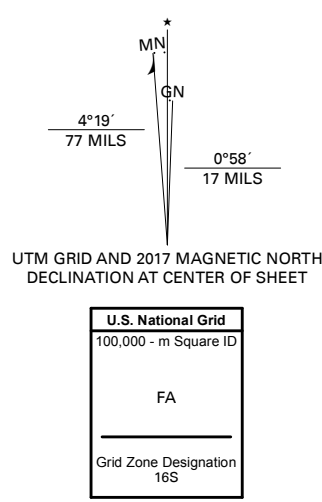 MN
GN
4°19´
77 MILS
0°58´
17 MILS
UTM GRID AND 2017 MAGNETIC NORTH
DECLINATION AT CENTER OF SHEET
U.S. National Grid
100,000 - m Square ID
FA
Grid Zone Designation
16S